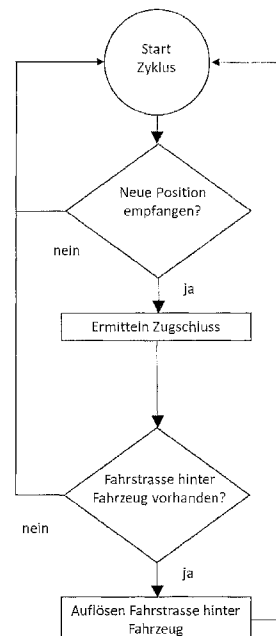 Start
Zyklus
Neue Position
empfangen?
nein
ja
Ermitteln Zugschluss
Fahrstrasse hinter
Fahrzeug vorhanden?
nein
ja
Auflösen Fahrstrasse hinter
Fahrzeug